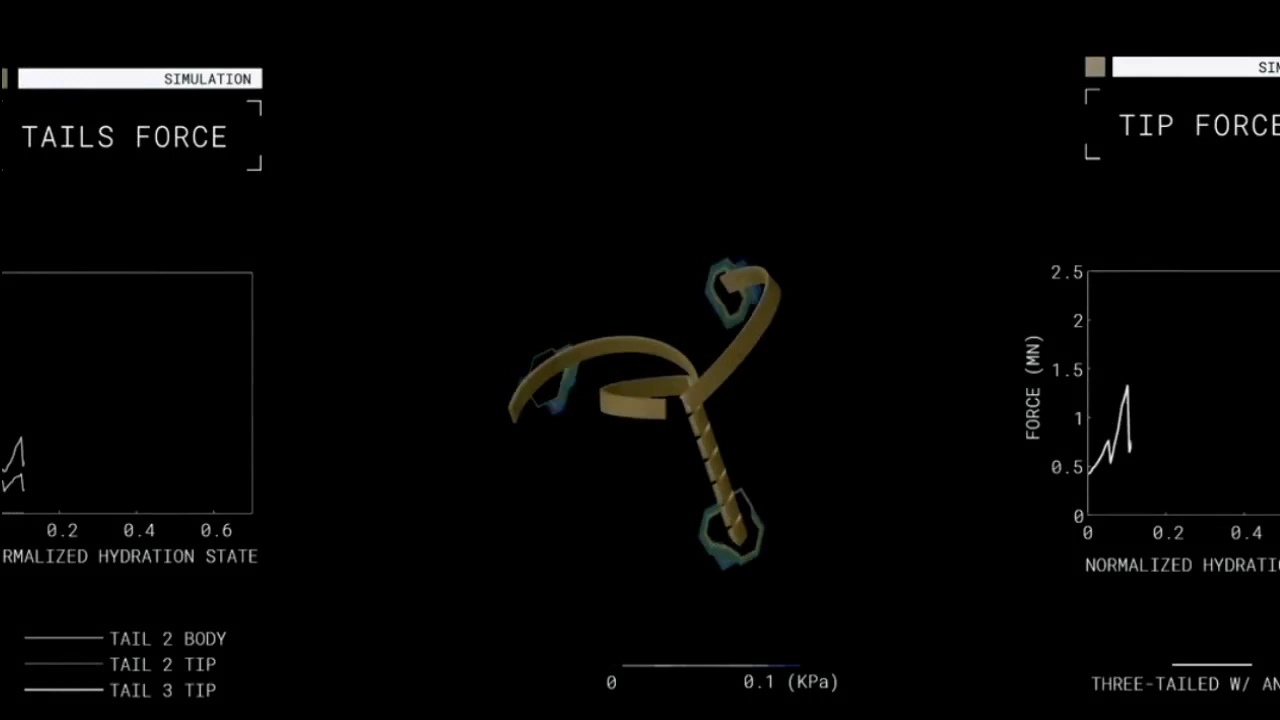 SIMULATION
TAILS FORCE
0.2 0.4 0.6
RMALIZED HYDRATION STATE
TAIL 2 BODY
TAIL 2 TIP
TAIL 3 TIP
0 0.1 (KPa)
SIM
TIP FORCE
FORCE (MN)
2.5
2
1.5
1
0.5
0
0 0.2 0.4
NORMALIZED HYDRATI
THREE-TAILED W/ AN